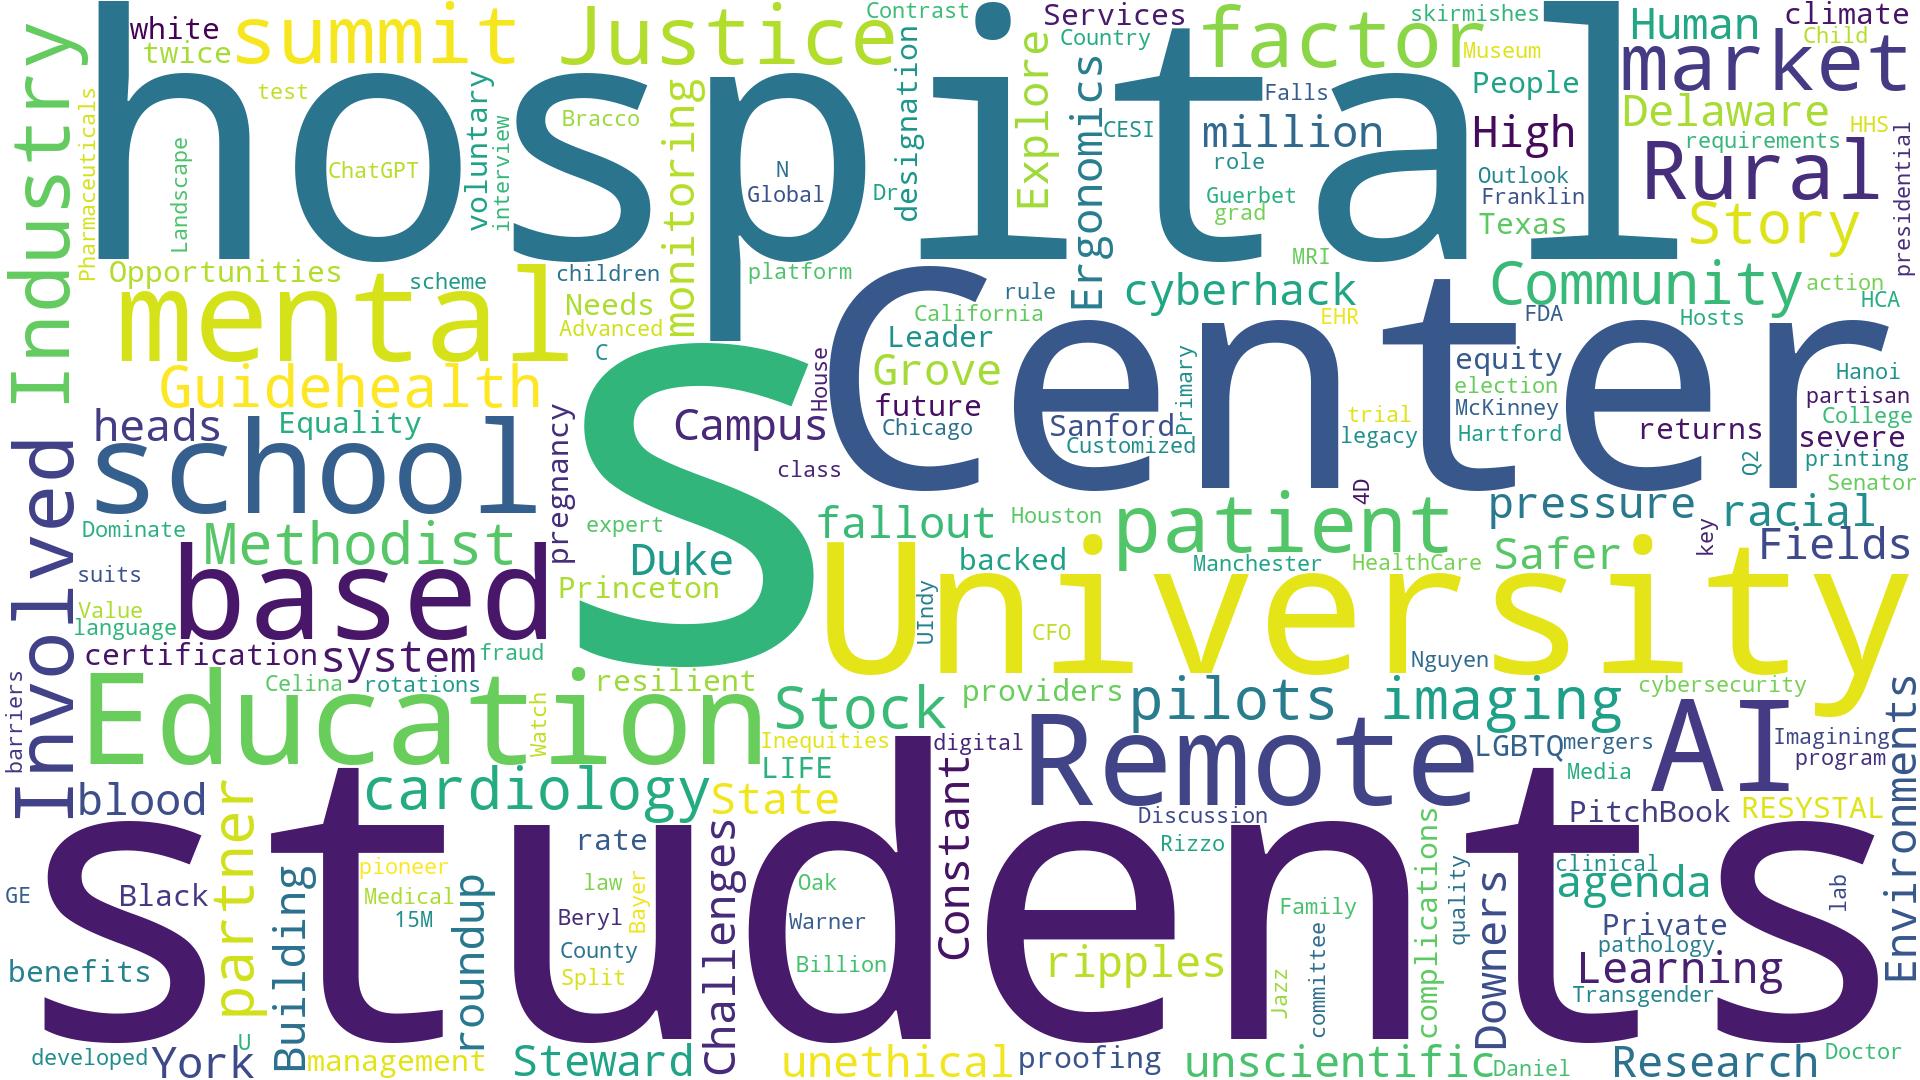 white
twice
summit
Justice
Contrast
Services
Country
factor
skirmishes
Museum
Human
climate
Child
market
Industry
Pharmaceuticals
hospital
test
Landscape
ChatGPT
voluntary
interview
Bracco
monitoring
N
Global
Dr
designation
Explore
Ergonomics
CESI
Falls
million
role
Guerbet
grad
MRI
People
High
Outlook
Franklin
Texas
Delaware
HHS
requirements
Rural
Story
presidential
Opportunities
scheme
children
platform
mental
Needs
Advanced
C
California
rule
Leader
cyberhack
EHR
FDA
Community
action
HCA
Hosts
Guidehealth
S
Center
House
Grove
future
Chicago
Primary
Sanford
Customized
equity
election
McKinney
Hartford
trial
legacy
Hanoi
partisan
College
returns
severe
Q2
printing
Senator
heads
Equality
school
pregnancy
Campus
class
Involved
Dominate
Methodist
expert
Duke
Princeton
fallout
Houston
patient
4D
pressure
racial
key
Fields
backed
Manchester
HealthCare
Safer
suits
Value
language
based
University
UIndy
CFO
Nguyen
certification
system
fraud
barriers
Education
Celina
rotations
Watch
resilient
Stock
providers
pilots
imaging
cybersecurity
Environments
Inequities
digital
Remote
LGBTQ
mergers
Media
AI
Imagining
program
LIFE
blood
partner
cardiology
State
Constant
Discussion
Rizzo
PitchBook
RESYSTAL
students
GE
Black
Building
pioneer
Medical
15M
roundup
rate
law
Bayer
Beryl
County
Split
Challenges
Oak
Warner
Billion
ripples
Family
Jazz
committee
complications
quality
Downers
clinical
agenda
lab
Private
pathology
Learning
Transgender
benefits
developed
York
U
management
Steward
unethical
proofing
unscientific
Daniel
Research
Doctor